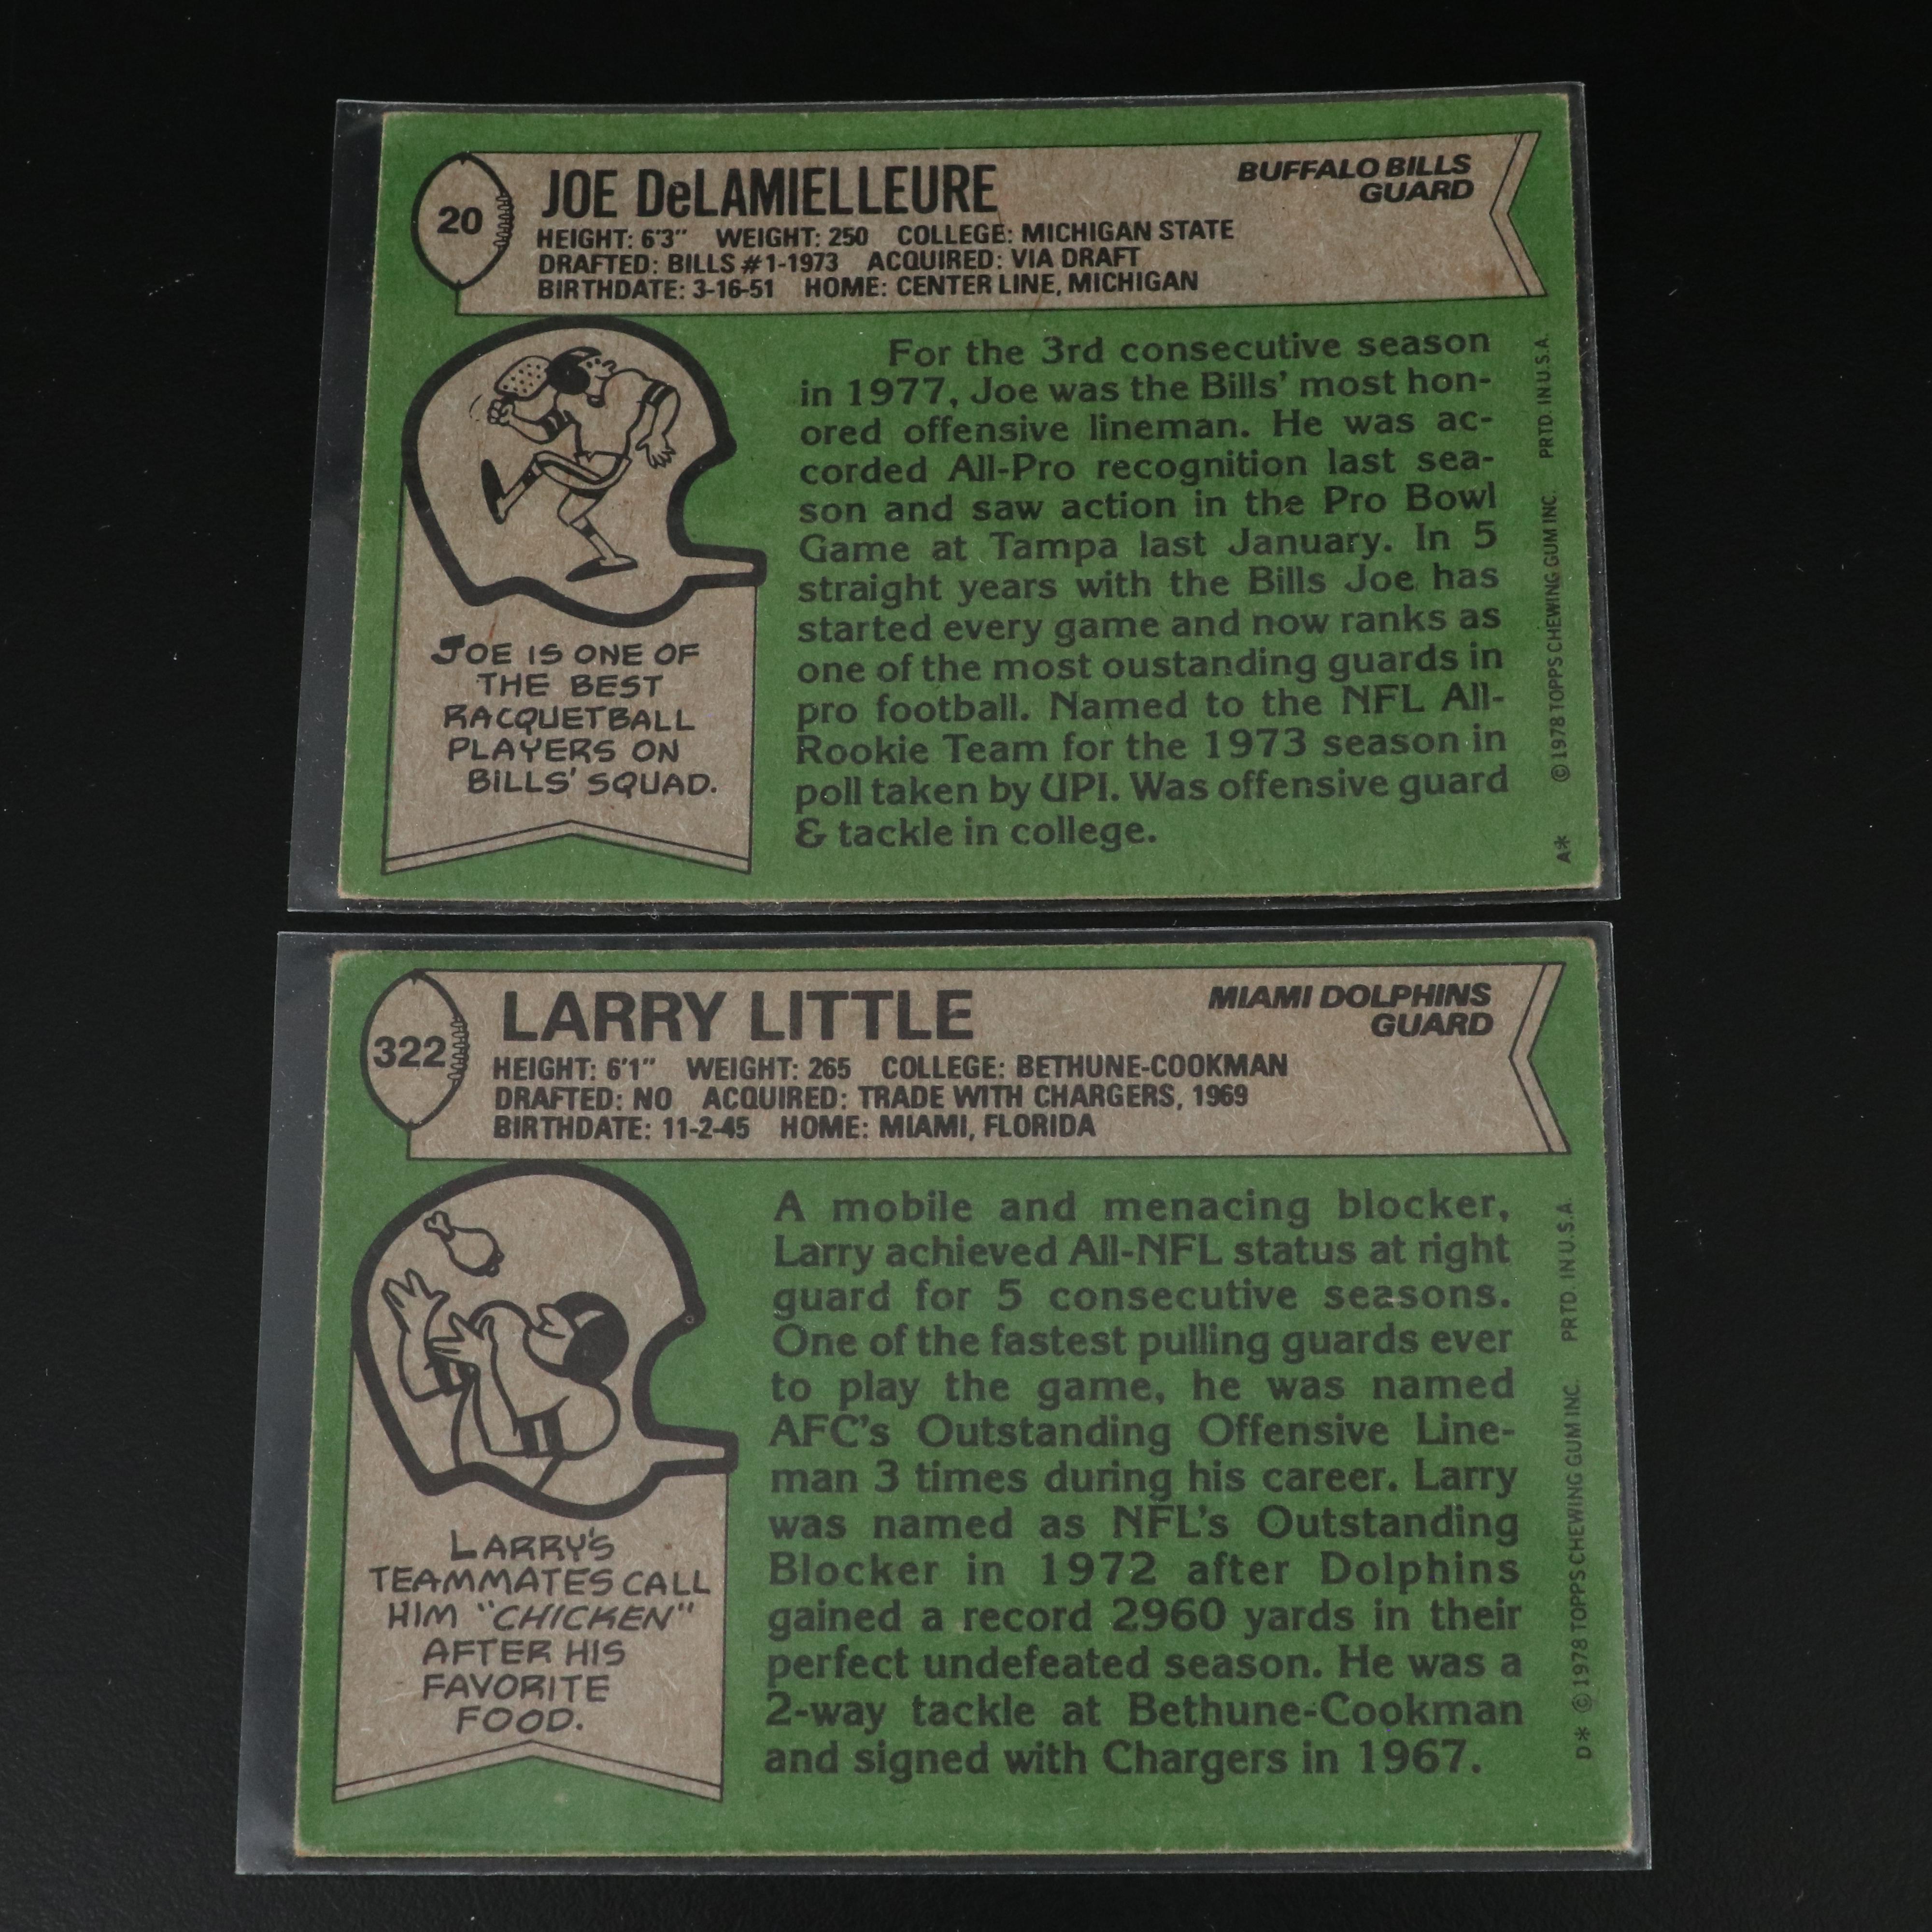 20
JOE DeLAMIELLEURE
BUFFALO BILLS
GUARD
HEIGHT: 6'3" WEIGHT: 250 COLLEGE: MICHIGAN STATE
DRAFTED: BILLS #1-1973 ACQUIRED: VIA DRAFT
BIRTHDATE: 3-16-51 HOME: CENTER LINE, MICHIGAN
JOE IS ONE OF
THE BEST
RACQUETBALL
PLAYERS ON
BILLS' SQUAD.
For the 3rd consecutive season
in 1977, Joe was the Bills' most hon-
ored offensive lineman. He was ac-
corded All-Pro recognition last sea-
son and saw action in the Pro Bowl
Game at Tampa last January. In 5
straight years with the Bills Joe has
started every game and now ranks as
one of the most oustanding guards in
pro football. Named to the NFL All-
Rookie Team for the 1973 season in
poll taken by UPI. Was offensive guard
& tackle in college.
A* © 1978 TOPPS CHEWING GUM INC. PRTD. IN U.S.A.
322
LARRY LITTLE
MIAMI DOLPHINS
GUARD
HEIGHT: 6'1" WEIGHT: 265 COLLEGE: BETHUNE-COOKMAN
DRAFTED: NO ACQUIRED: TRADE WITH CHARGERS, 1969
BIRTHDATE: 11-2-45 HOME: MIAMI, FLORIDA
LARRY'S
TEAMMATES CALL
HIM "CHICKEN"
AFTER HIS
FAVORITE
FOOD.
A mobile and menacing blocker,
Larry achieved All-NFL status at right
guard for 5 consecutive seasons.
One of the fastest pulling guards ever
to play the game, he was named
AFC's Outstanding Offensive Line-
man 3 times during his career. Larry
was named as NFL's Outstanding
Blocker in 1972 after Dolphins
gained a record 2960 yards in their
perfect undefeated season. He was a
2-way tackle at Bethune-Cookman
and signed with Chargers in 1967.
D* © 1978 TOPPS CHEWING GUM INC. PRTD. IN U.S.A.